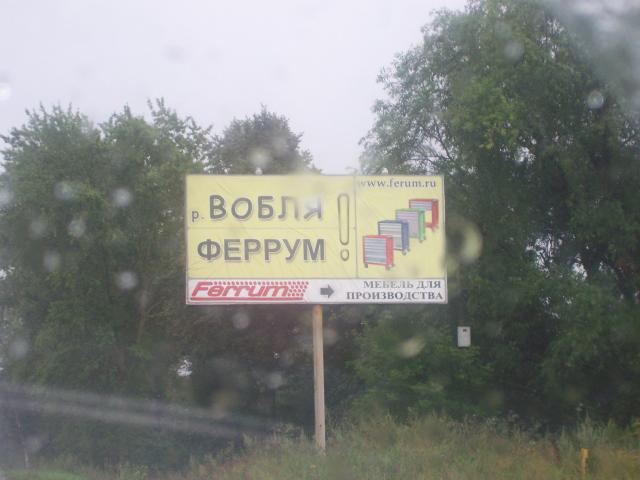 р. ВОБЛЯ !
ФЕРРУМ
www.ferum.ru
Ferrum
МЕБЕЛЬ ДЛЯ
ПРОИЗВОДСТВА